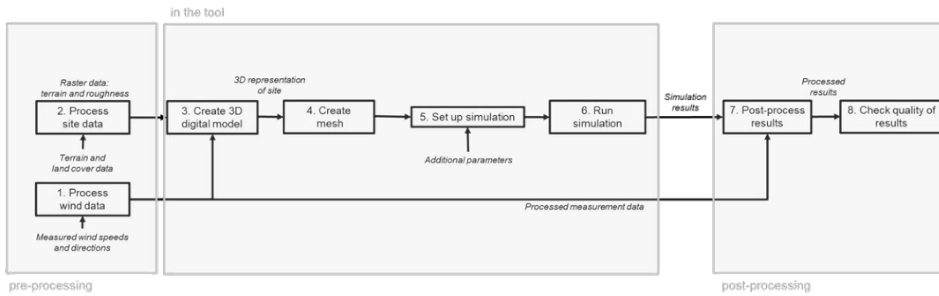 in the tool
Raster data:
terrain and roughness
2. Process
site data
Terrain and
land cover data
1. Process
wind data
Measured wind speeds
and directions
pre-processing
3. Create 3D
digital model
3D representation
of site
4. Create
mesh
5. Set up simulation
Additional parameters
6. Run
simulation
Simulation
results
Processed measurement data
7. Post-process
results
Processed
results
8. Check quality of
results
post-processing